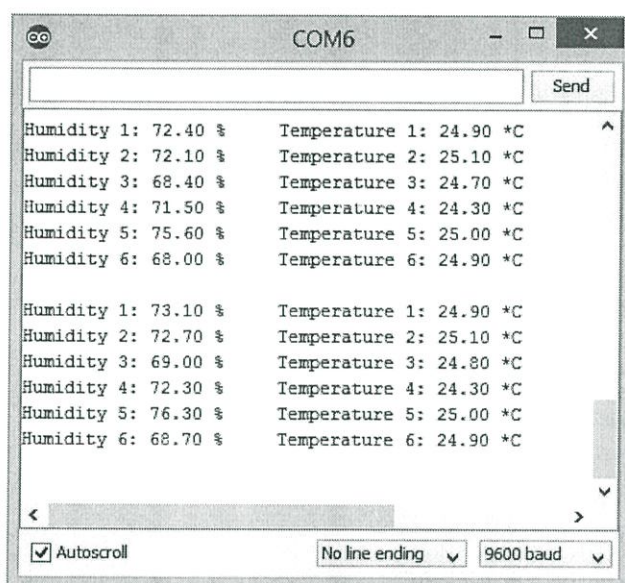 COM6
Send
Humidity 1: 72.40 % Temperature 1: 24.90 *C
Humidity 2: 72.10 % Temperature 2: 25.10 *C
Humidity 3: 68.40 % Temperature 3: 24.70 *C
Humidity 4: 71.50 % Temperature 4: 24.30 *C
Humidity 5: 75.60 % Temperature 5: 25.00 *C
Humidity 6: 68.00 % Temperature 6: 24.90 *C
Humidity 1: 73.10 % Temperature 1: 24.90 *C
Humidity 2: 72.70 % Temperature 2: 25.10 *C
Humidity 3: 69.00 % Temperature 3: 24.80 *C
Humidity 4: 72.30 % Temperature 4: 24.30 *C
Humidity 5: 76.30 % Temperature 5: 25.00 *C
Humidity 6: 68.70 % Temperature 6: 24.90 *C
Autoscroll No line ending 9600 baud